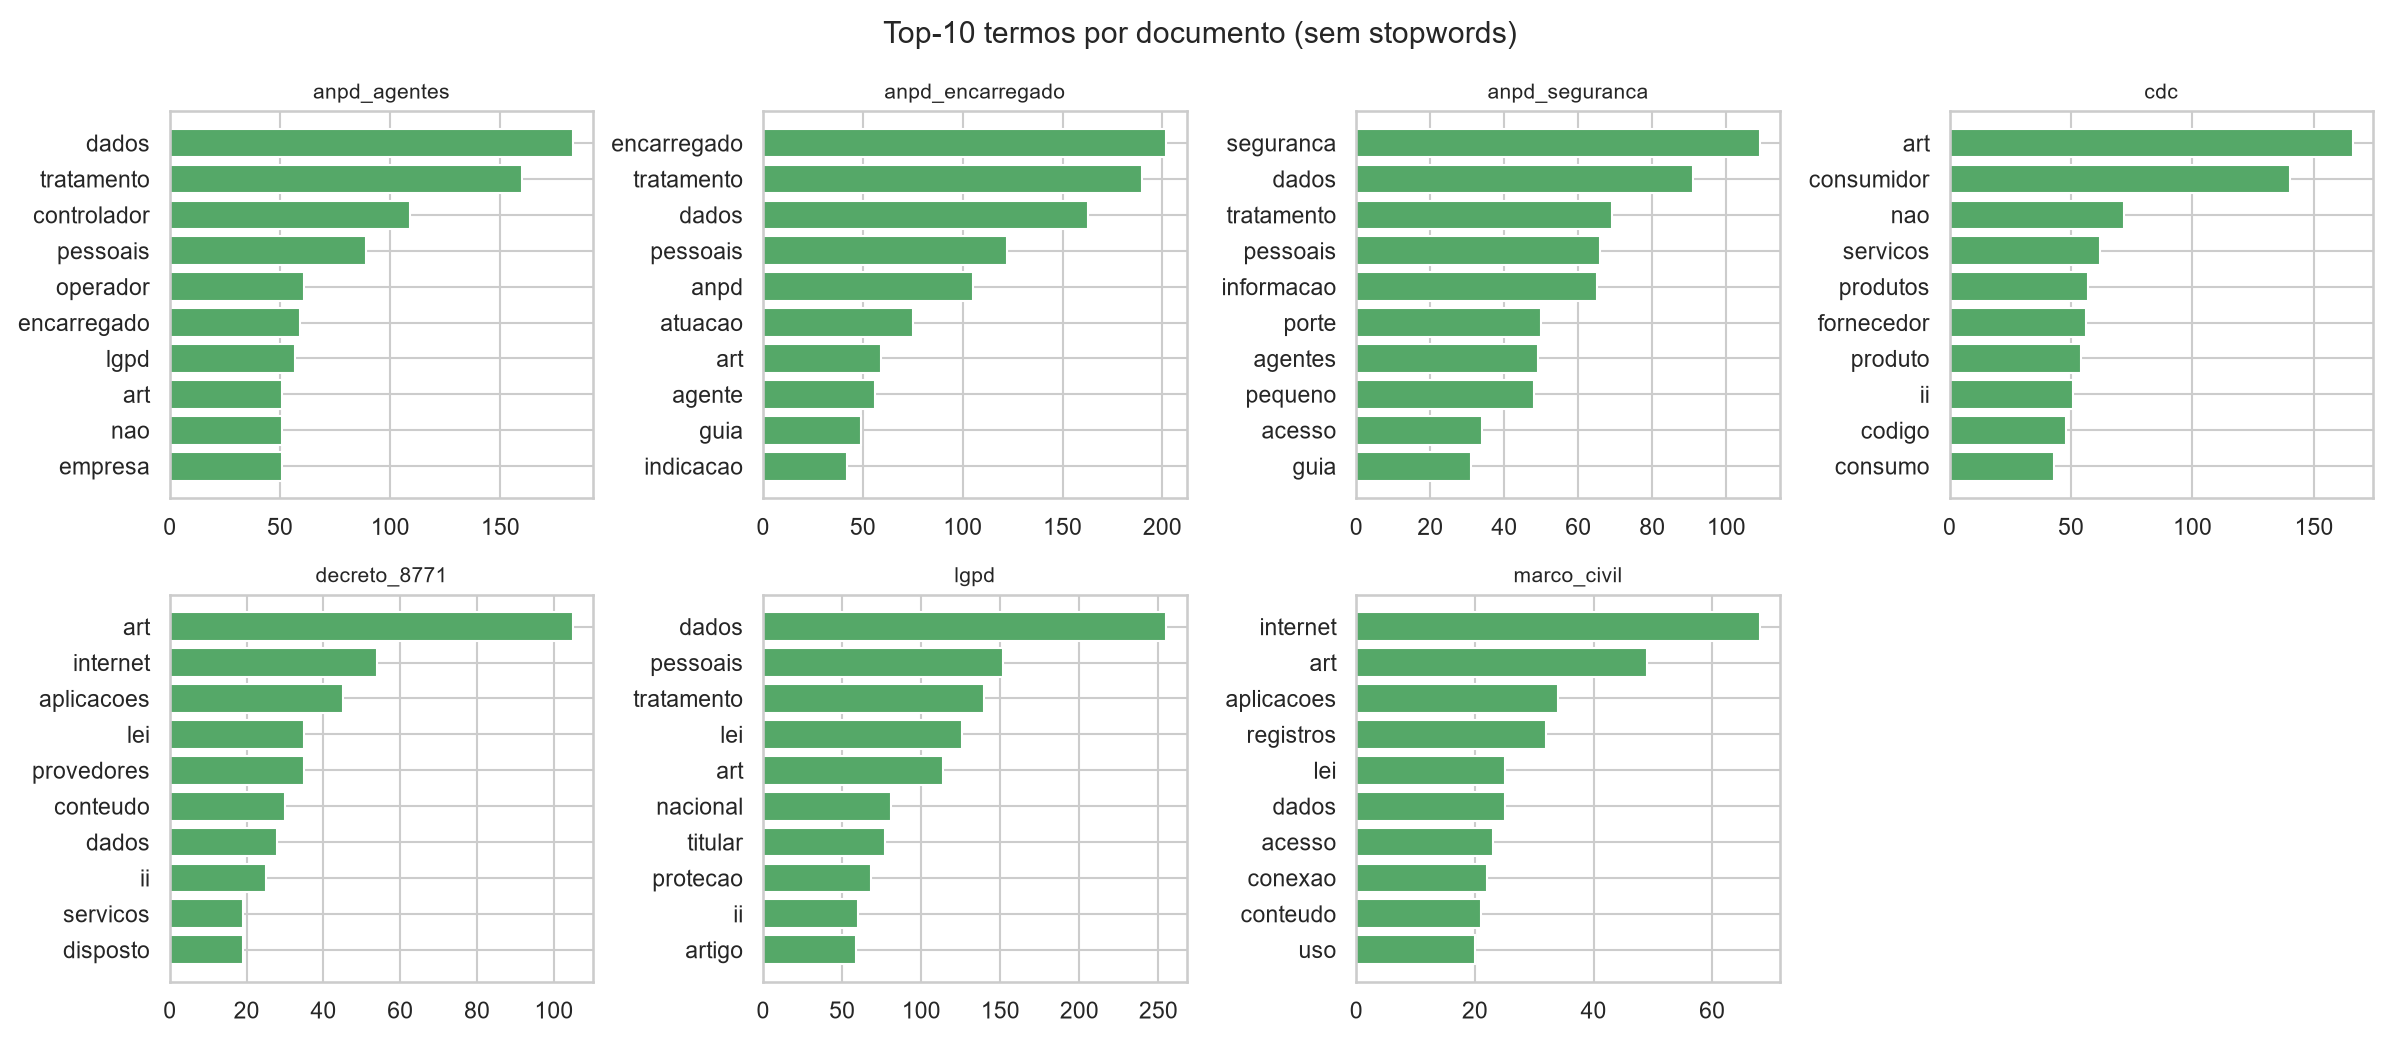 Top-10 termos por documento (sem stopwords)
anpd_agentes
dados
tratamento
controlador
pessoais
operador
encarregado
lgpd
art
nao
empresa
0 50 100 150
anpd_encarregado
encarregado
tratamento
dados
pessoais
anpd
atuacao
art
agente
guia
indicacao
0 50 100 150 200
anpd_seguranca
seguranca
dados
tratamento
pessoais
informacao
porte
agentes
pequeno
acesso
guia
0 20 40 60 80 100
cdc
art
consumidor
nao
servicos
produtos
fornecedor
produto
ii
codigo
consumo
0 50 100 150
decreto_8771
art
internet
aplicacoes
lei
provedores
conteudo
dados
ii
servicos
disposto
0 20 40 60 80 100
lgpd
dados
pessoais
tratamento
lei
art
nacional
titular
protecao
ii
artigo
0 50 100 150 200 250
marco_civil
internet
art
aplicacoes
registros
lei
dados
acesso
conexao
conteudo
uso
0 20 40 60